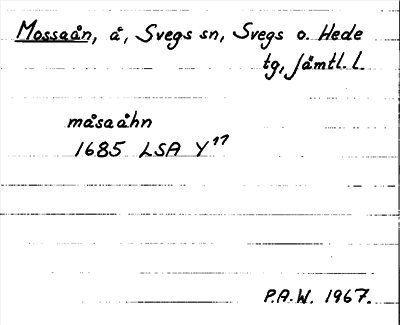 Mossaån, å, Svegs sn, Svegs o. Hede
tg, Jämtl. l.
måsaåhn
1685 LSA Y¹⁷
P.A.W. 1967.